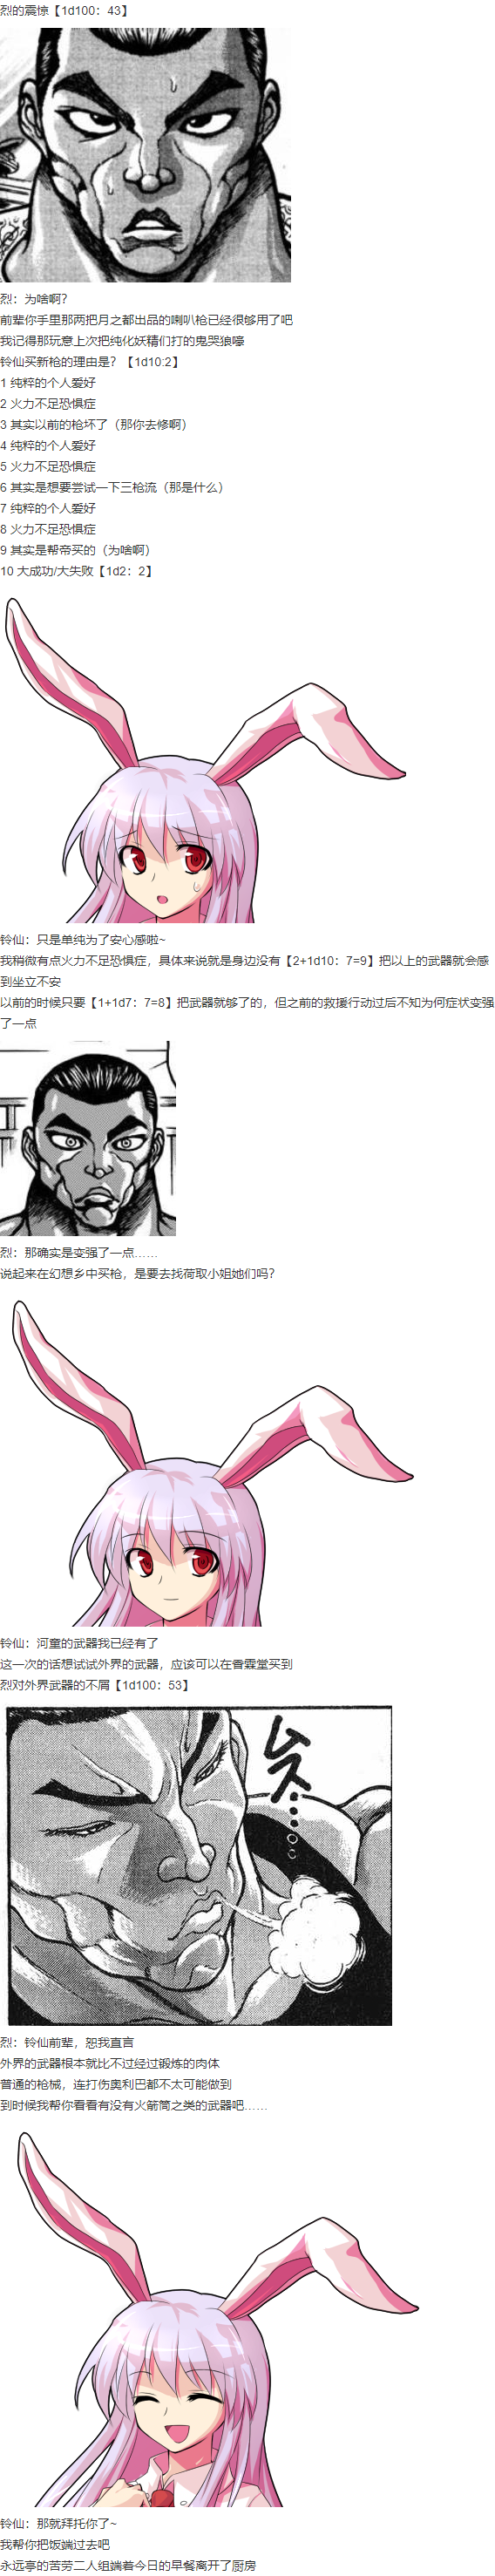 烈的震惊【1d100：43】
烈：为啥啊？
前辈你手里那两把月之都出品的喇叭枪已经很够用了吧
我记得那玩意上次把纯化妖精们打的鬼哭狼嚎
铃仙买新枪的理由是？【1d10:2】
1 纯粹的个人爱好
2 火力不足恐惧症
3 其实以前的枪坏了（那你去修啊）
4 纯粹的个人爱好
5 火力不足恐惧症
6 其实是想要尝试一下三枪流（那是什么）
7 纯粹的个人爱好
8 火力不足恐惧症
9 其实是帮帝买的（为啥啊）
10 大成功/大失败【1d2：2】
铃仙：只是单纯为了安心感啦~
我稍微有点火力不足恐惧症，具体来说就是身边没有【2+1d10：7=9】把以上的武器就会感
到坐立不安
以前的时候只要【1+1d7：7=8】把武器就够了的，但之前的救援行动过后不知为何症状变强
了一点
烈：那确实是变强了一点……
说起来在幻想乡中买枪，是要去找荷取小姐她们吗？
铃仙：河童的武器我已经有了
这一次的话想试试外界的武器，应该可以在香霖堂买到
烈对外界武器的不屑【1d100：53】
ムス…
烈：铃仙前辈，恕我直言
外界的武器根本就比不过经过锻炼的肉体
普通的枪械，连打伤奥利巴都不太可能做到
到时候我帮你看看有没有火箭筒之类的武器吧……
铃仙：那就拜托你了~
我帮你把饭端过去吧
永远亭的苦劳二人组端着今日的早餐离开了厨房